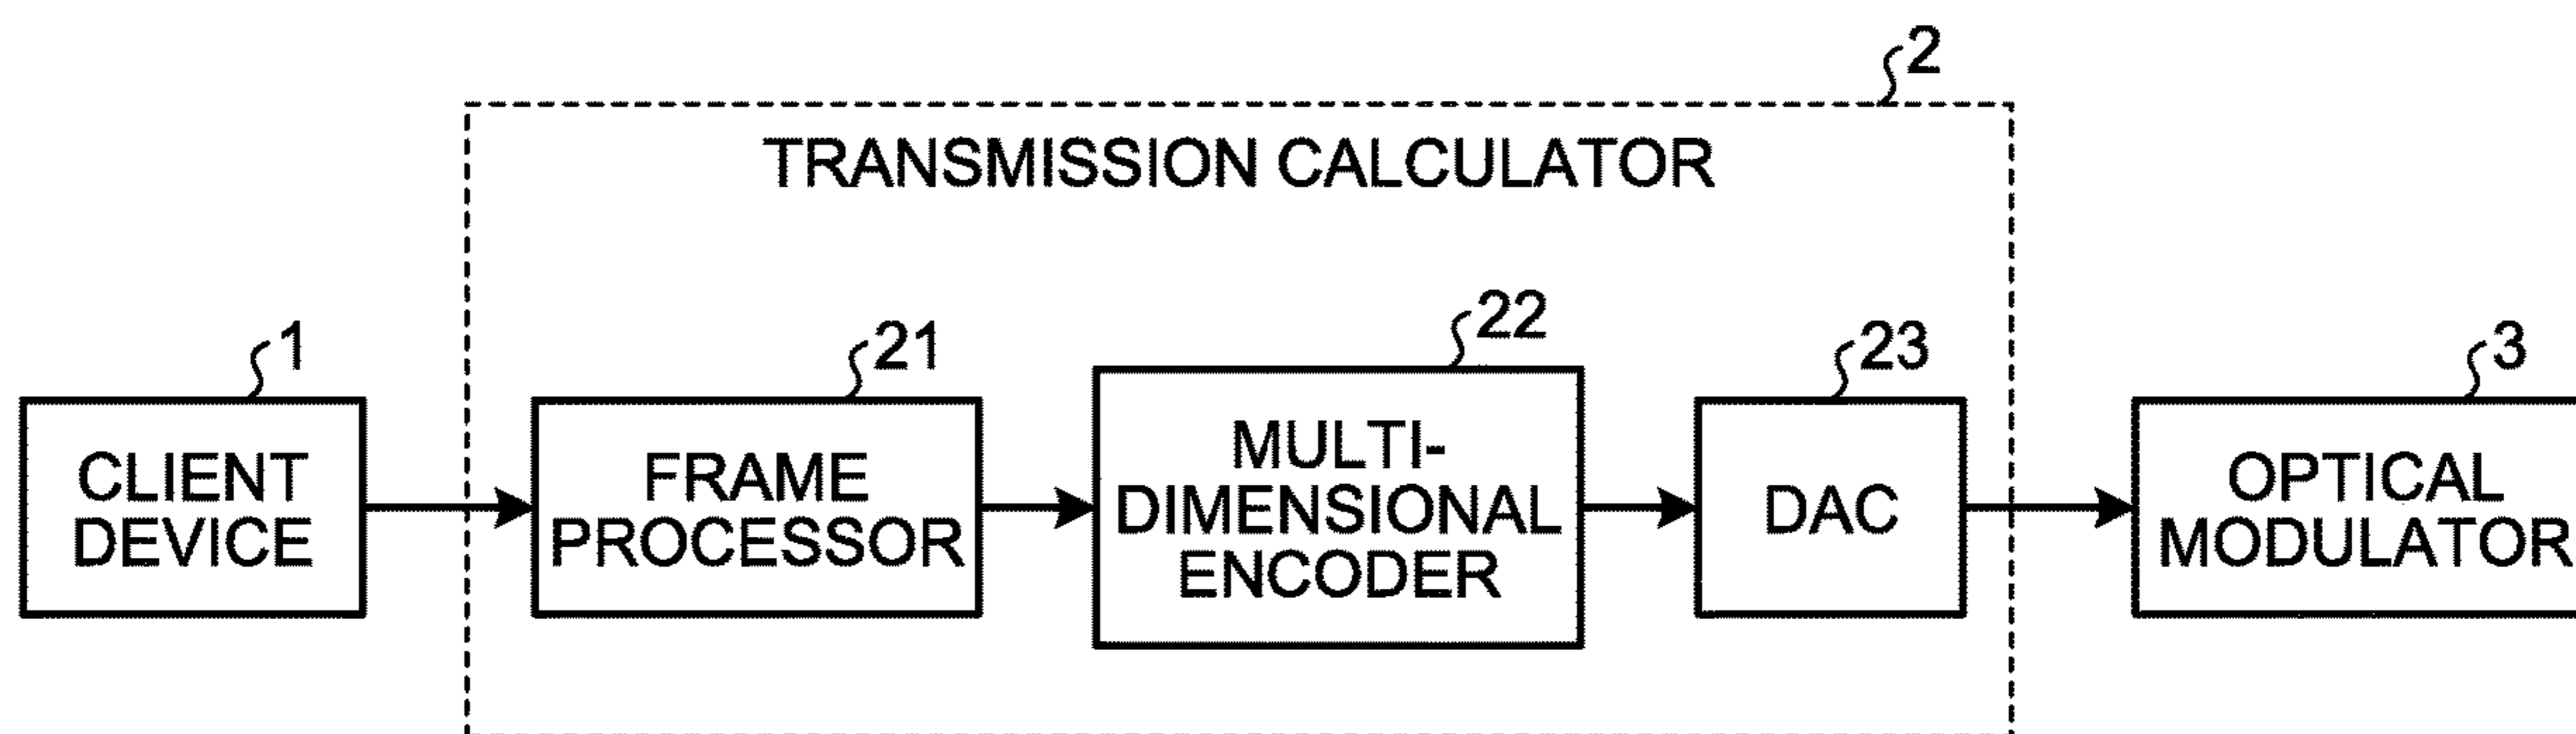 2
TRANSMISSION CALCULATOR
1
21
22
23
3
CLIENT
DEVICE
FRAME
PROCESSOR
MULTI-
DIMENSIONAL
ENCODER
DAC
OPTICAL
MODULATOR